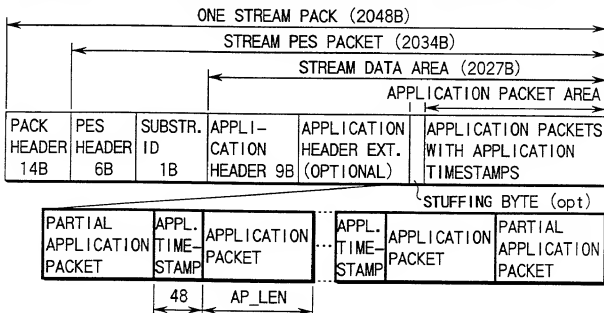 ONE STREAM PACK (2048B)
STREAM PES PACKET (2034B)
STREAM DATA AREA (2027B)
APPLICATION PACKET AREA
PACK
HEADER
14B
PES
HEADER
6B
SUBSTR.
ID
1B
APPLI-
CATION
HEADER 9B
APPLICATION
HEADER EXT.
(OPTIONAL)
APPLICATION PACKETS
WITH APPLICATION
TIMESTAMPS
STUFFING BYTE (opt)
PARTIAL
APPLICATION
PACKET
APPL.
TIME-
STAMP
APPLICATION
PACKET
APPL.
TIME-
STAMP
APPLICATION
PACKET
PARTIAL
APPLICATION
PACKET
48
AP_LEN